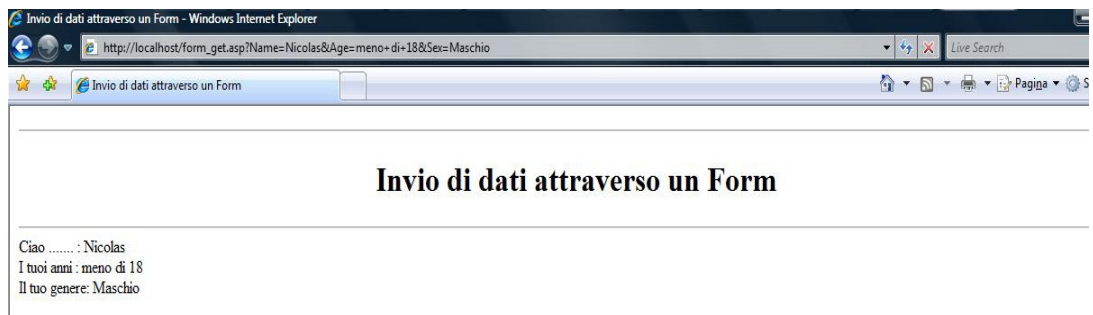 Invio di dati attraverso un Form - Windows Internet Explorer
http://localhost/form_get.asp?Name=Nicolas&Age=meno+di+18&Sex=Maschio
Live Search
Invio di dati attraverso un Form
Pagina
Invio di dati attraverso un Form
Ciao ....... : Nicolas
I tuoi anni : meno di 18
Il tuo genere: Maschio